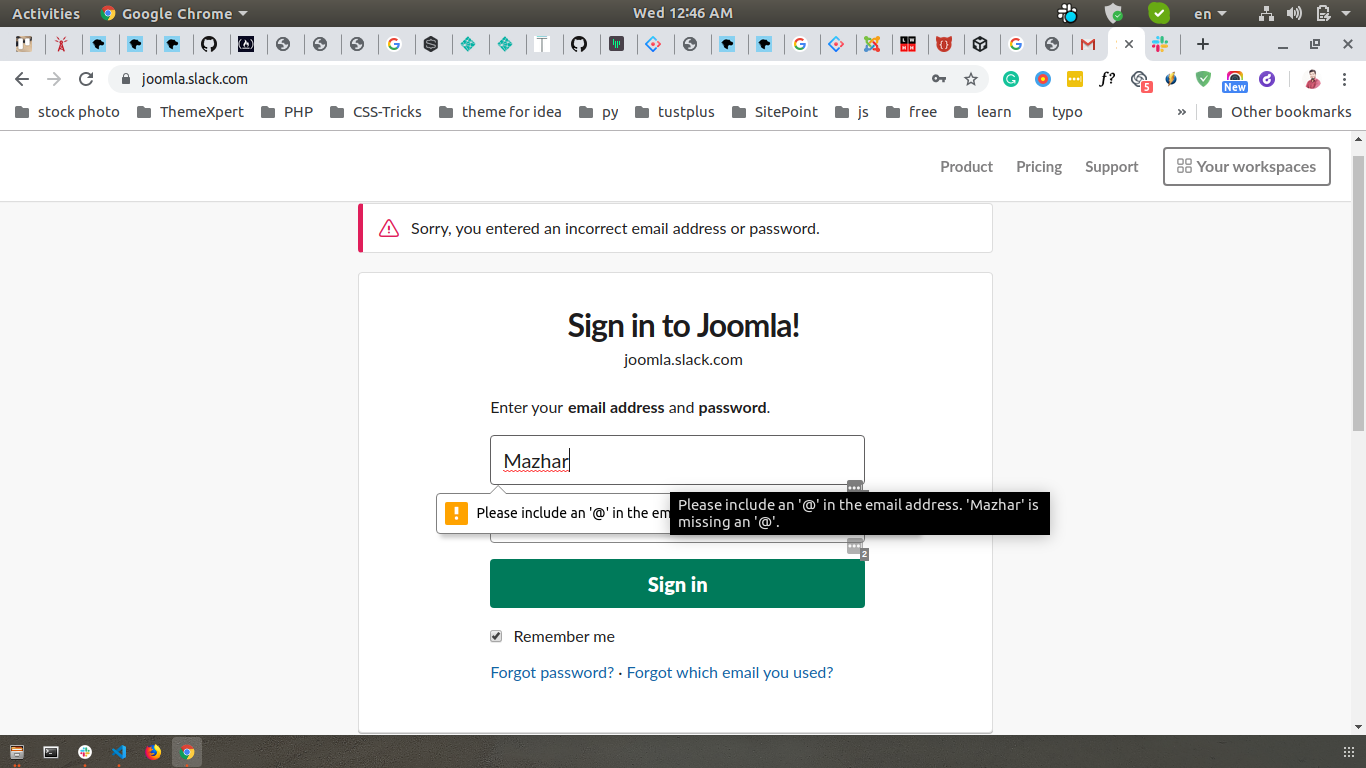 Activities Google Chrome Wed 12:46 AM en
joomla.slack.com f? 5 New
stock photo ThemeXpert PHP CSS-Tricks theme for idea py tustplus SitePoint js free learn typo » Other bookmarks
Product Pricing Support Your workspaces
Sorry, you entered an incorrect email address or password.
Sign in to Joomla!
joomla.slack.com
Enter your email address and password.
Mazhar
Please include an '@' in the em
Please include an '@' in the email address. 'Mazhar' is
missing an '@'.
2
Sign in
Remember me
Forgot password? · Forgot which email you used?